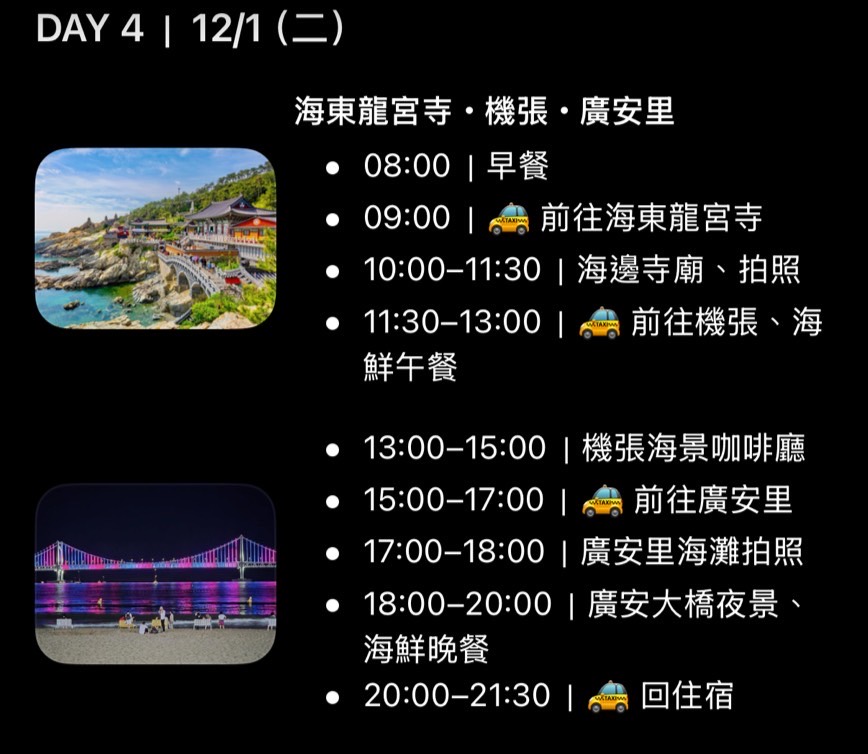 DAY 4 | 12/1 (二)
海東龍宮寺・機張・廣安里
• 08:00 | 早餐
• 09:00 | 🚕 前往海東龍宮寺
• 10:00–11:30 | 海邊寺廟、拍照
• 11:30–13:00 | 🚕 前往機張、海
鮮午餐
• 13:00–15:00 | 機張海景咖啡廳
• 15:00–17:00 | 🚕 前往廣安里
• 17:00–18:00 | 廣安里海灘拍照
• 18:00–20:00 | 廣安大橋夜景、
海鮮晚餐
• 20:00–21:30 | 🚕 回住宿